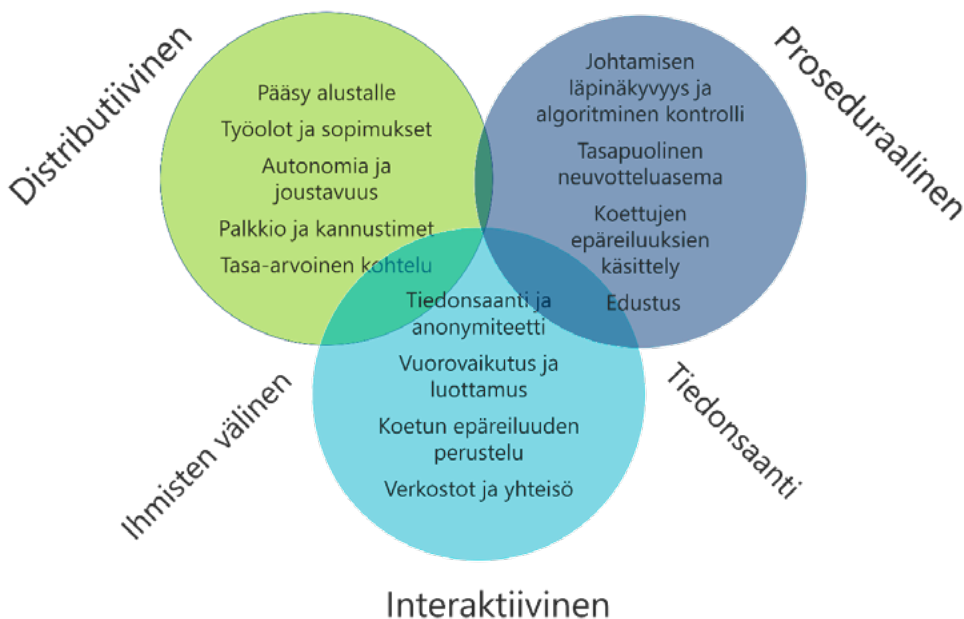 Distributiivinen
Pääsy alustalle
Työolot ja sopimukset
Autonomia ja
joustavuus
Palkkio ja kannustimet
Tasa-arvoinen kohtelu
Proseduraalinen
Johtamisen
läpinäkyvyys ja
algoritminen kontrolli
Tasapuolinen
neuvotteluasema
Koettujen
epäreiluuksien
käsittely
Edustus
Ihmisten välinen
Tiedonsaanti ja
anonymiteetti
Vuorovaikutus ja
luottamus
Koetun epäreiluuden
perustelu
Verkostot ja yhteisö
Tiedonsaanti
Interaktiivinen